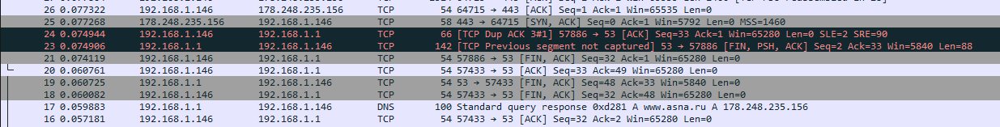 26 0.077322 192.168.1.146 178.248.235.156 TCP 54 64715 → 443 [ACK] Seq=1 Ack=1 Win=65535 Len=0
25 0.077268 178.248.235.156 192.168.1.146 TCP 58 443 → 64715 [SYN, ACK] Seq=0 Ack=1 Win=5792 Len=0 MSS=1460
24 0.074944 192.168.1.146 192.168.1.1 TCP 66 [TCP Dup ACK 3#1] 57886 → 53 [ACK] Seq=33 Ack=1 Win=65280 Len=0 SLE=2 SRE=90
23 0.074906 192.168.1.1 192.168.1.146 TCP 142 [TCP Previous segment not captured] 53 → 57886 [FIN, PSH, ACK] Seq=2 Ack=33 Win=5840 Len=88
21 0.074119 192.168.1.146 192.168.1.1 TCP 54 57886 → 53 [FIN, ACK] Seq=32 Ack=1 Win=65280 Len=0
20 0.060761 192.168.1.146 192.168.1.1 TCP 54 57433 → 53 [ACK] Seq=33 Ack=49 Win=65280 Len=0
19 0.060725 192.168.1.1 192.168.1.146 TCP 54 53 → 57433 [FIN, ACK] Seq=48 Ack=33 Win=5840 Len=0
18 0.060082 192.168.1.146 192.168.1.1 TCP 54 57433 → 53 [FIN, ACK] Seq=32 Ack=48 Win=65280 Len=0
17 0.059883 192.168.1.1 192.168.1.146 DNS 100 Standard query response 0xd281 A www.asna.ru A 178.248.235.156
16 0.057181 192.168.1.146 192.168.1.1 TCP 54 57433 → 53 [ACK] Seq=32 Ack=2 Win=65280 Len=0